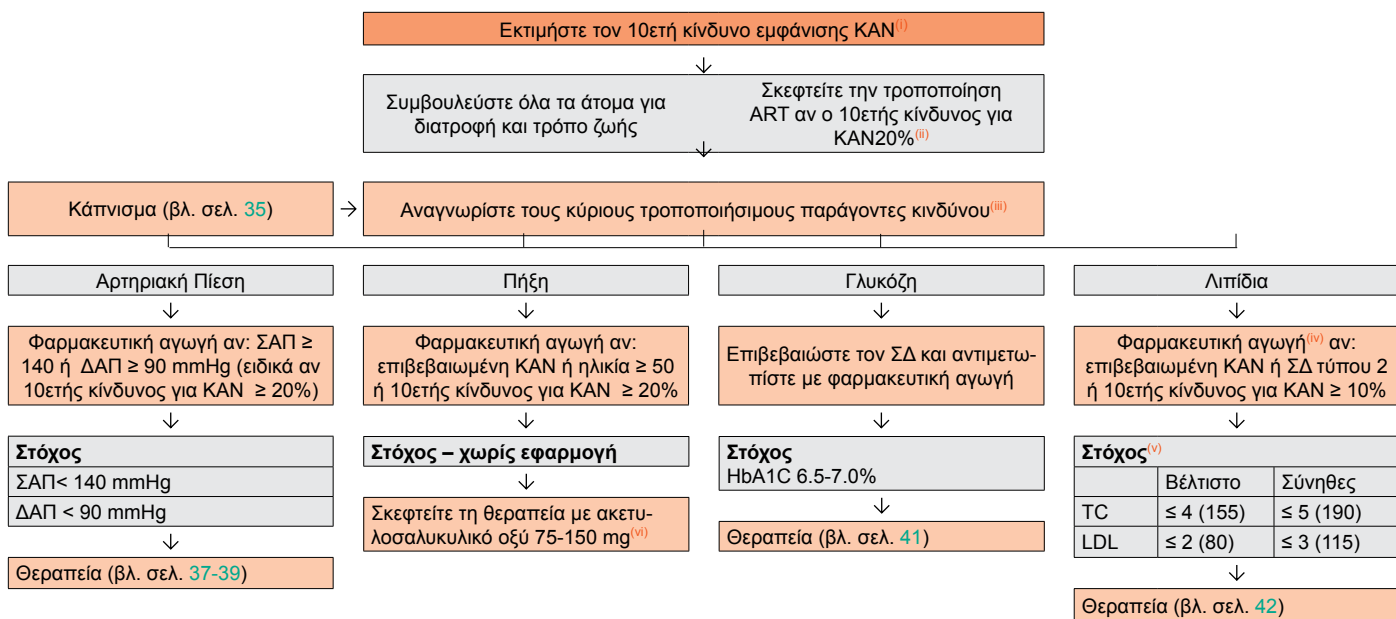 Εκτιμήστε τον 10ετή κίνδυνο εμφάνισης ΚΑΝ(i)
Συμβουλεύστε όλα τα άτομα για
διατροφή και τρόπο ζωής
Σκεφτείτε την τροποποίηση
ART αν ο 10ετής κίνδυνος για
ΚΑΝ20%(ii)
Κάπνισμα (βλ. σελ. 35)
Αναγνωρίστε τους κύριους τροποποιήσιμους παράγοντες κινδύνου(iii)
Αρτηριακή Πίεση
Φαρμακευτική αγωγή αν: ΣΑΠ ≥
140 ή ΔΑΠ ≥ 90 mmHg (ειδικά αν
10ετής κίνδυνος για ΚΑΝ ≥ 20%)
Στόχος
ΣΑΠ< 140 mmHg
ΔΑΠ < 90 mmHg
Θεραπεία (βλ. σελ. 37-39)
Πήξη
Φαρμακευτική αγωγή αν:
επιβεβαιωμένη ΚΑΝ ή ηλικία ≥ 50
ή 10ετής κίνδυνος για ΚΑΝ ≥ 20%
Στόχος – χωρίς εφαρμογή
Σκεφτείτε τη θεραπεία με ακετυ-
λοσαλυκυλικό οξύ 75-150 mg(vi)
Γλυκόζη
Επιβεβαιώστε τον ΣΔ και αντιμετω-
πίστε με φαρμακευτική αγωγή
Στόχος
HbA1C 6.5-7.0%
Θεραπεία (βλ. σελ. 41)
Λιπίδια
Φαρμακευτική αγωγή(iv) αν:
επιβεβαιωμένη ΚΑΝ ή ΣΔ τύπου 2
ή 10ετής κίνδυνος για ΚΑΝ ≥ 10%
Στόχος(v)
Βέλτιστο Σύνηθες
TC ≤ 4 (155) ≤ 5 (190)
LDL ≤ 2 (80) ≤ 3 (115)
Θεραπεία (βλ. σελ. 42)